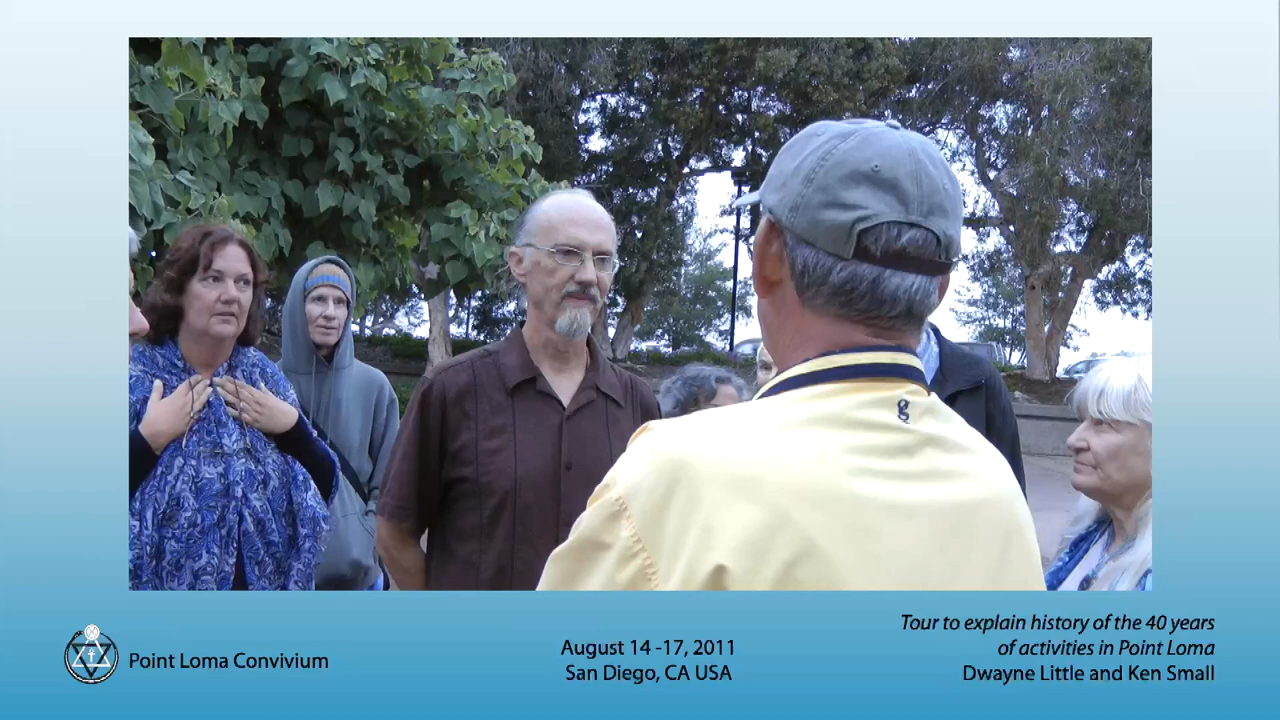 g
Point Loma Convivium
August 14 -17, 2011
San Diego, CA USA
Tour to explain history of the 40 years
of activities in Point Loma
Dwayne Little and Ken Small